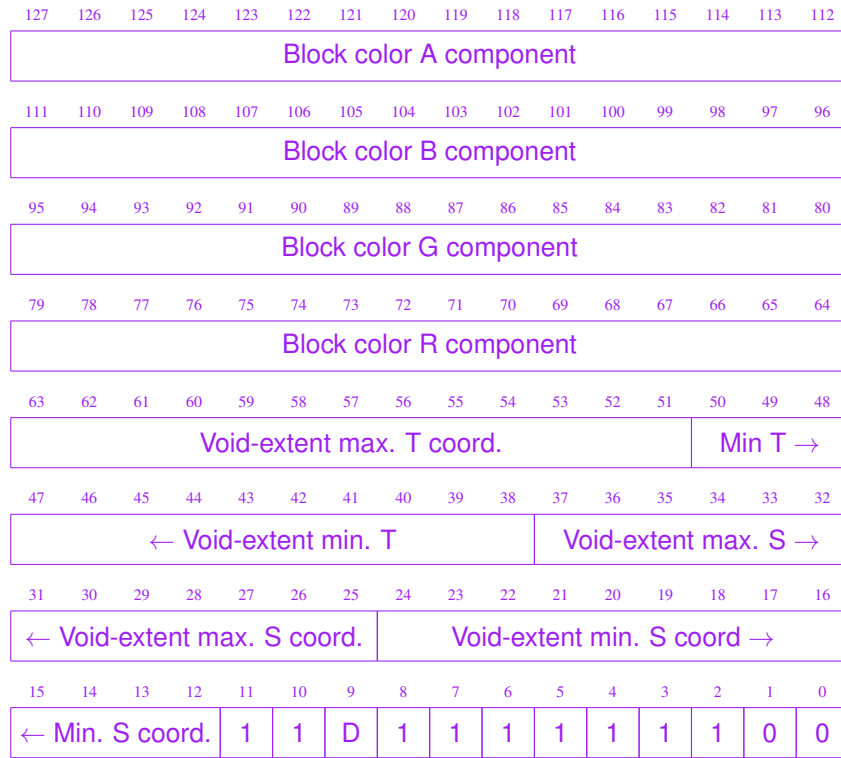 127 126 125 124 123 122 121 120 119 118 117 116 115 114 113 112
Block color A component
111 110 109 108 107 106 105 104 103 102 101 100 99 98 97 96
Block color B component
95 94 93 92 91 90 89 88 87 86 85 84 83 82 81 80
Block color G component
79 78 77 76 75 74 73 72 71 70 69 68 67 66 65 64
Block color R component
63 62 61 60 59 58 57 56 55 54 53 52 51 50 49 48
Void-extent max. T coord. Min T →
47 46 45 44 43 42 41 40 39 38 37 36 35 34 33 32
← Void-extent min. T Void-extent max. S →
31 30 29 28 27 26 25 24 23 22 21 20 19 18 17 16
← Void-extent max. S coord. Void-extent min. S coord →
15 14 13 12 11 10 9 8 7 6 5 4 3 2 1 0
← Min. S coord. 1 1 D 1 1 1 1 1 1 1 0 0